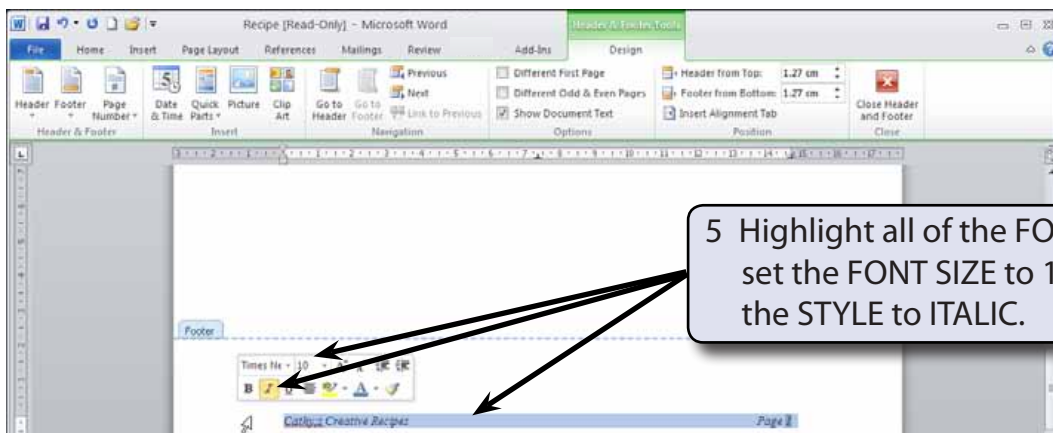 Recipe [Read-Only] - Microsoft Word
Header & Footer Tools
File Home Insert Page Layout References Mailings Review Add-Ins Design
Previous Different First Page Header from Top: 1.27 cm
Next Different Odd & Even Pages Footer from Bottom: 1.27 cm
Link to Previous Show Document Text Insert Alignment Tab
Header Footer Page Number Date & Time Quick Parts Picture Clip Art Go to Header Go to Footer Close Header and Footer
Header & Footer Insert Navigation Options Position Close
5 Highlight all of the FO
set the FONT SIZE to 1
the STYLE to ITALIC.
Footer
Times Ne 10
B I U A
Creative Recipes Page